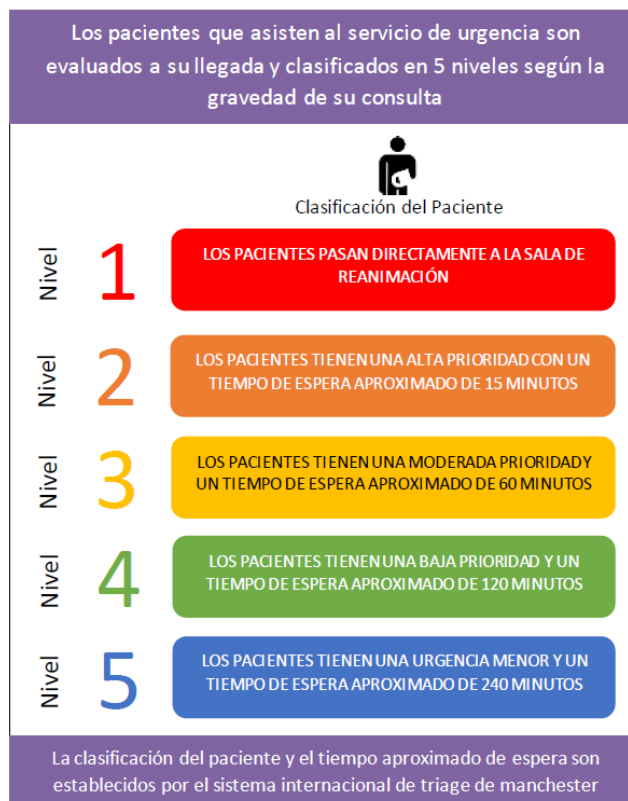 Los pacientes que asisten al servicio de urgencia son
evaluados a su llegada y clasificados en 5 niveles según la
gravedad de su consulta
Clasificación del Paciente
Nivel 1
LOS PACIENTES PASAN DIRECTAMENTE A LA SALA DE
REANIMACIÓN
Nivel 2
LOS PACIENTES TIENEN UNA ALTA PRIORIDAD CON UN
TIEMPO DE ESPERA APROXIMADO DE 15 MINUTOS
Nivel 3
LOS PACIENTES TIENEN UNA MODERADA PRIORIDAD Y
UN TIEMPO DE ESPERA APROXIMADO DE 60 MINUTOS
Nivel 4
LOS PACIENTES TIENEN UNA BAJA PRIORIDAD Y UN
TIEMPO DE ESPERA APROXIMADO DE 120 MINUTOS
Nivel 5
LOS PACIENTES TIENEN UNA URGENCIA MENOR Y UN
TIEMPO DE ESPERA APROXIMADO DE 240 MINUTOS
La clasificación del paciente y el tiempo aproximado de espera son
establecidos por el sistema internacional de triage de manchester